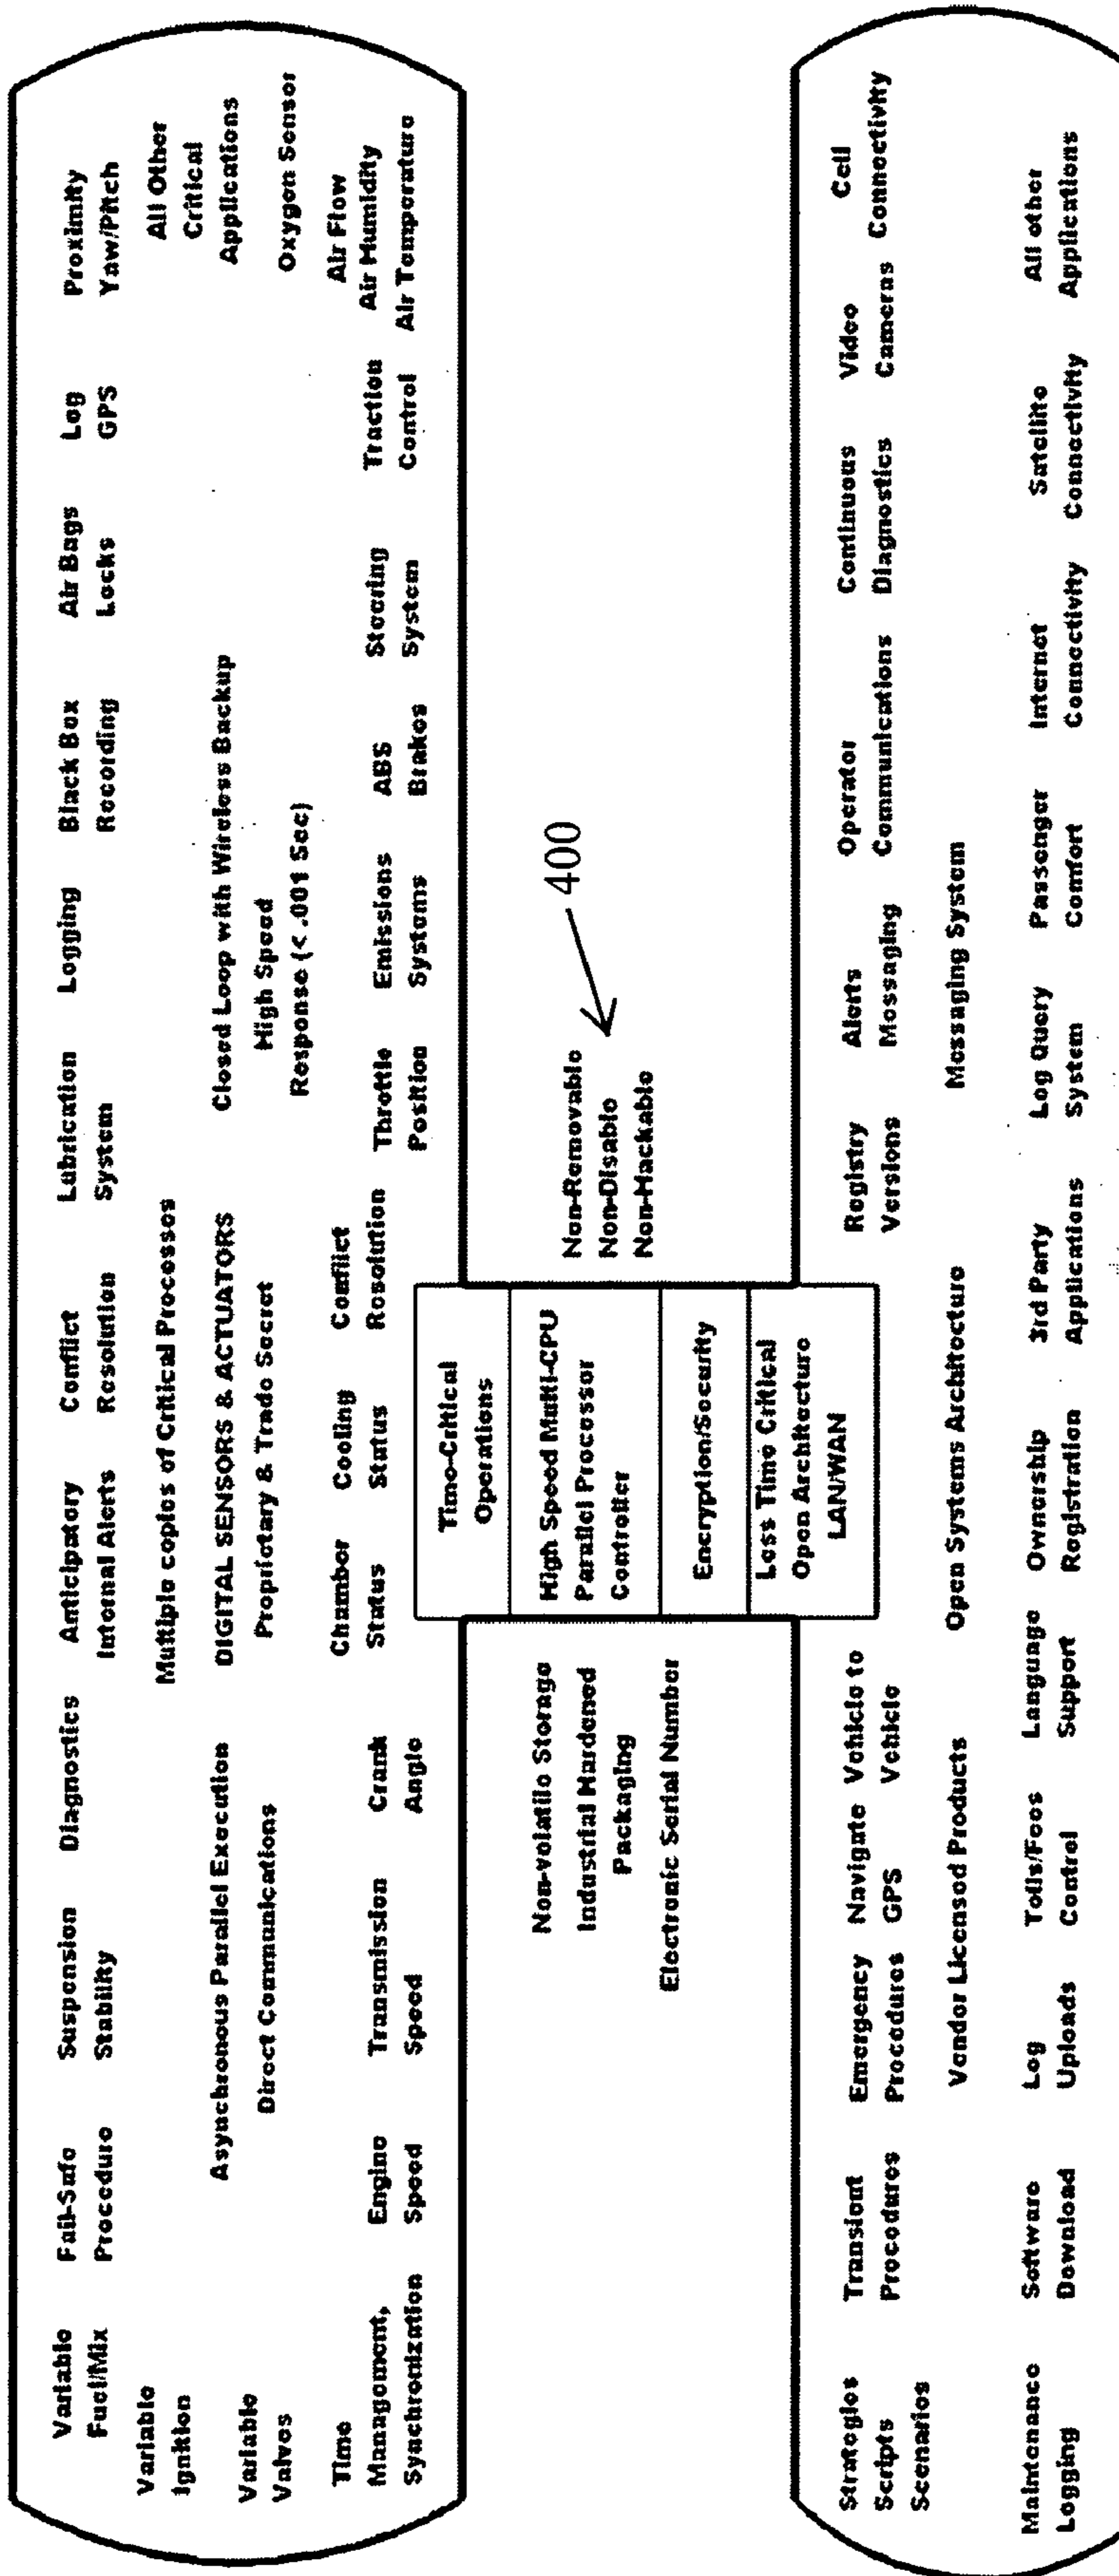 Variable Fuel/Mix
Fail-Safe Procedure
Suspension Stability
Diagnostics
Anticipatory Internal Alerts
Conflict Resolution
Lubrication System
Logging
Black Box Recording
Air Bags Locks
Log GPS
Proximity Yaw/Pitch
Variable Ignition
Multiple copies of Critical Processes
All Other Critical Applications
Variable Valves
Asynchronous Parallel Execution
Direct Communications
DIGITAL SENSORS & ACTUATORS
Proprietary & Trade Secret
Closed Loop with Wireless Backup
High Speed
Response (< .001 Sec)
Oxygen Sensor
Time Management, Synchronization
Engine Speed
Transmission Speed
Crank Angle
Chamber Status
Cooling Status
Conflict Resolution
Throttle Position
Emissions Systems
ABS Brakes
Steering System
Traction Control
Air Flow
Air Humidity
Air Temperature
Time-Critical Operations
High Speed Multi-CPU
Parallel Processor
Controller
Encryption/Security
Less Time Critical
Open Architecture
LAN/WAN
Non-volatile Storage
Industrial Hardened
Packaging
Electronic Serial Number
Non-Removable
Non-Disable
Non-Hackable
400
Strategies Scripts Scenarios
Transient Procedures
Emergency Procedures
Navigate GPS
Vehicle to Vehicle
Registry Versions
Alerts Messaging
Operator Communications
Continuous Diagnostics
Video Cameras
Cell Connectivity
Vendor Licensed Products
Open Systems Architecture
Messaging System
Maintenance Logging
Software Download
Log Uploads
Tolls/Fees Control
Language Support
Ownership Registration
3rd Party Applications
Log Query System
Passenger Comfort
Internet Connectivity
Satellite Connectivity
All other Applications